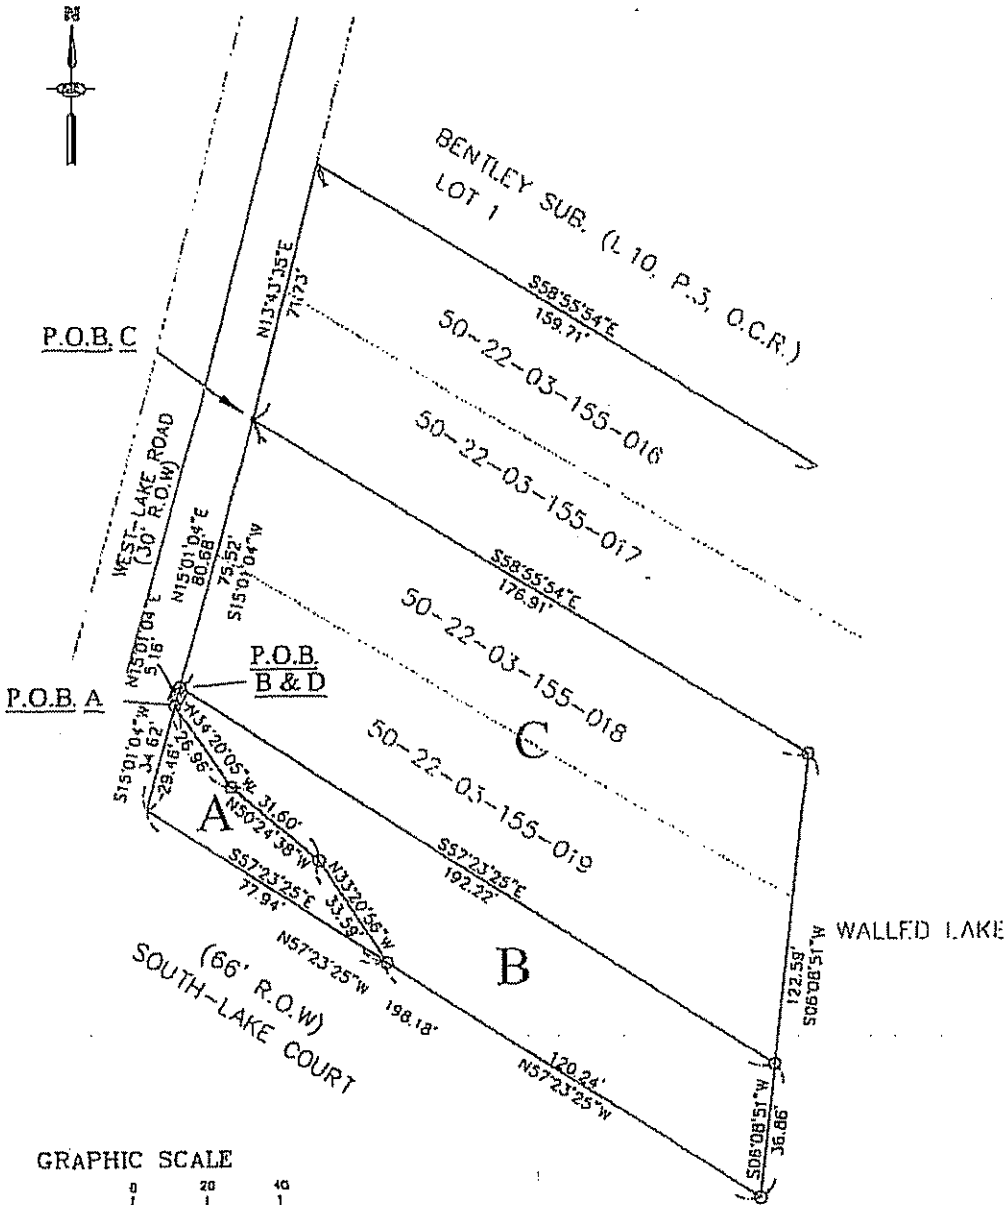 N
BENTLEY SUB. (L 10, P.3, O.C.R.)
LOT 1
N13°43'35"E
71.73'
S58°55'54"E
159.71'
50-22-03-155-016
P.O.B. C
50-22-03-155-017
WEST-LAKE ROAD
(30' R.O.W)
N15°01'04"E
80.68'
75.52'
S15°01'04"W
S58°55'54"E
176.91'
50-22-03-155-018
N15°01'04"E
5.16'
P.O.B.
B & D
P.O.B. A
C
50-22-03-155-019
S15°01'04"W
34.62'
29.46'
N34°20'05"W
26.96'
A
N50°24'38"W 31.60'
N33°20'56"W
33.59'
S57°23'25"E
192.22'
S57°23'25"E
77.94'
WALLED LAKE
122.59'
S06°08'51"W
B
N57°23'25"W 198.18'
(66' R.O.W)
SOUTH-LAKE COURT
120.24'
N57°23'25"W
S06°08'51"W
36.86'
GRAPHIC SCALE
0 20 40